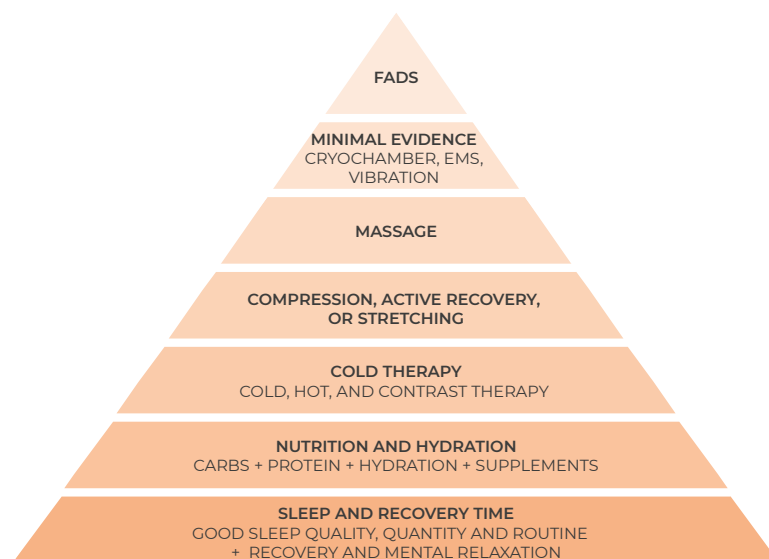 FADS
MINIMAL EVIDENCE
CRYOCHAMBER, EMS,
VIBRATION
MASSAGE
COMPRESSION, ACTIVE RECOVERY,
OR STRETCHING
COLD THERAPY
COLD, HOT, AND CONTRAST THERAPY
NUTRITION AND HYDRATION
CARBS + PROTEIN + HYDRATION + SUPPLEMENTS
SLEEP AND RECOVERY TIME
GOOD SLEEP QUALITY, QUANTITY AND ROUTINE
+ RECOVERY AND MENTAL RELAXATION